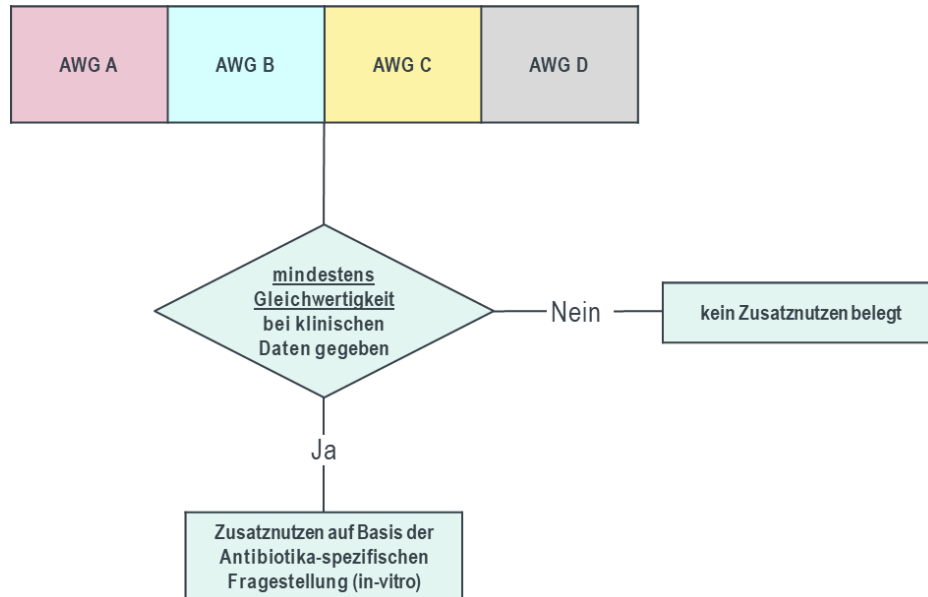 AWG A
AWG B
AWG C
AWG D
mindestens
Gleichwertigkeit
bei klinischen
Daten gegeben
Nein
kein Zusatznutzen belegt
Ja
Zusatznutzen auf Basis der
Antibiotika-spezifischen
Fragestellung (in-vitro)